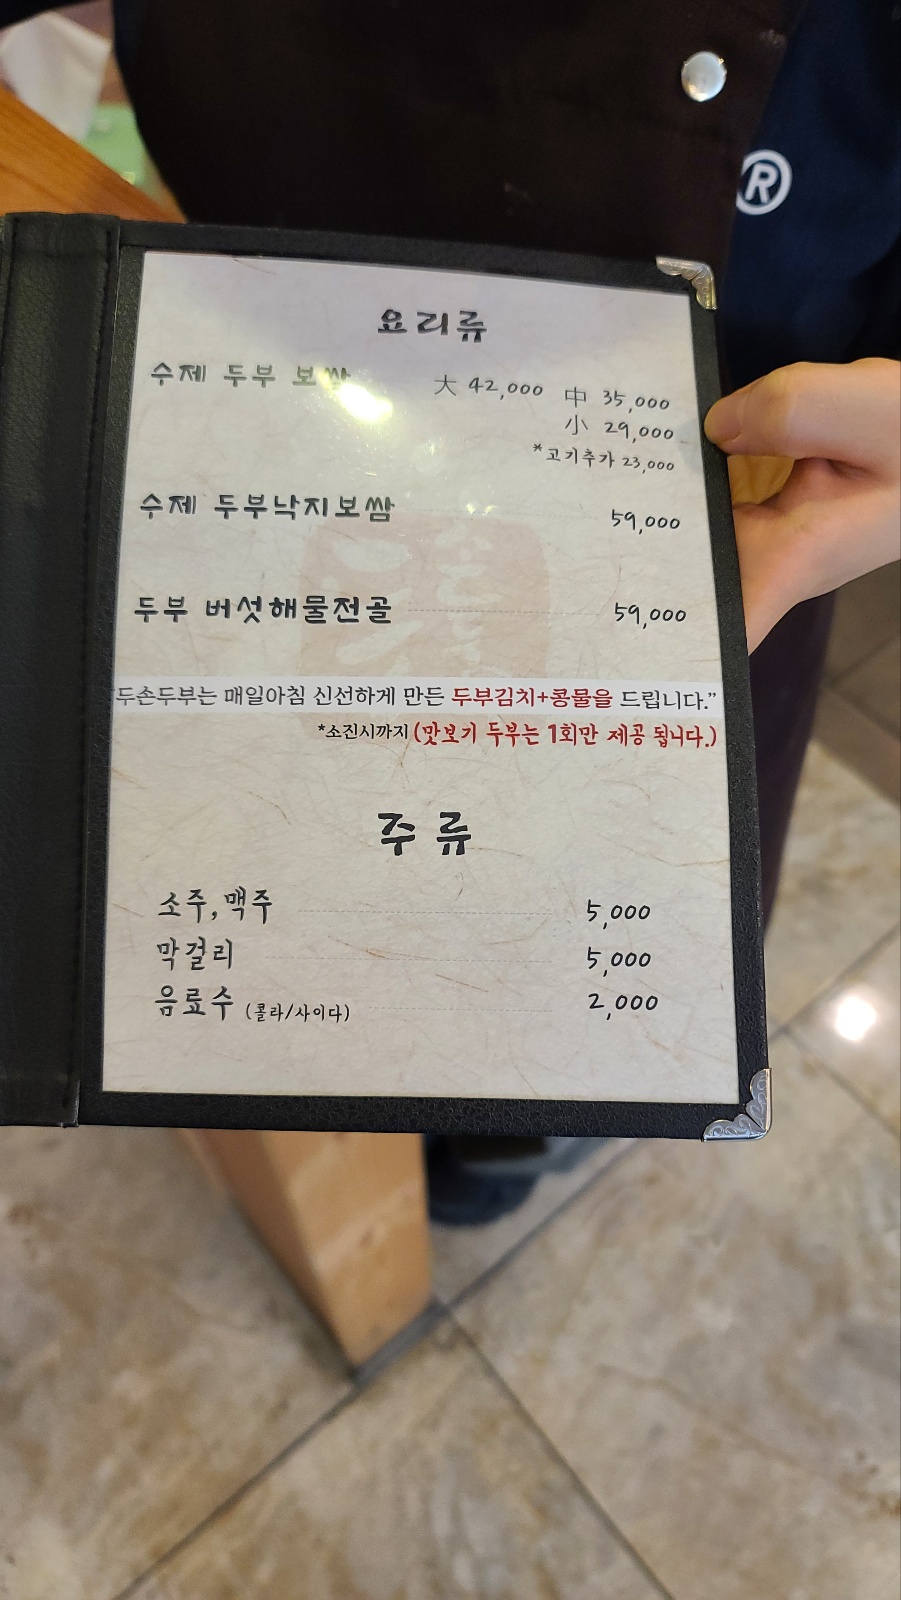 ®
요리류
수제 두부 보쌈 大 42,000 中 35,000
小 29,000
*고기추가 23,000
수제 두부낙지보쌈 59,000
두부 버섯해물전골 59,000
두손두부는 매일아침 신선하게 만든 두부김치+콩물을 드립니다.”
*소진시까지 (맛보기 두부는 1회만 제공 됩니다.)
주류
소주,맥주 5,000
막걸리 5,000
음료수 (콜라/사이다) 2,000